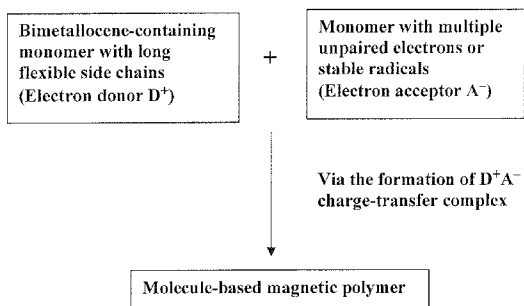 Bimetallocene-containing
monomer with long
flexible side chains
(Electron donor D⁺)
+
Monomer with multiple
unpaired electrons or
stable radicals
(Electron acceptor A⁻)
Via the formation of D⁺A⁻
charge-transfer complex
Molecule-based magnetic polymer